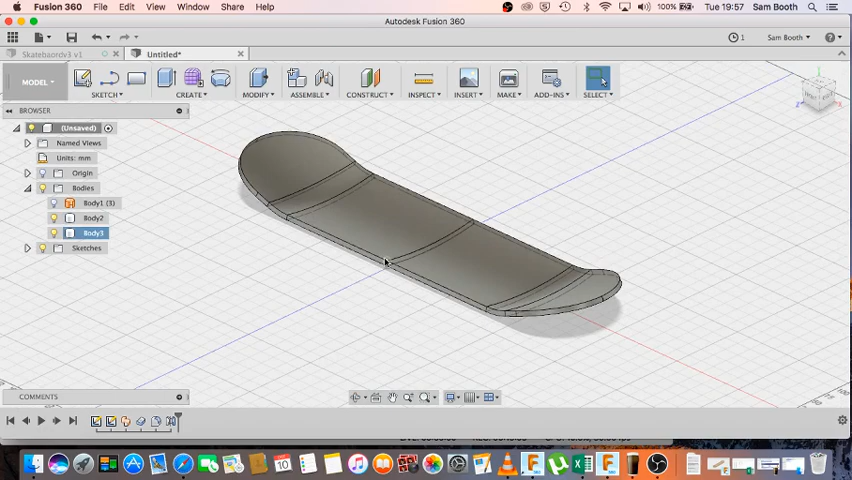 Fusion 360 File Edit View Window Share Help 100% Tue 19:57 Sam Booth
Autodesk Fusion 360
Skatebaordv3 v1 Untitled*
1 Sam Booth
MODEL SKETCH CREATE MODIFY ASSEMBLE CONSTRUCT INSPECT INSERT MAKE ADD-INS SELECT
BROWSER
(Unsaved)
Named Views
Units: mm
Origin
Bodies
Body1 (3)
Body2
Body3
Sketches
COMMENTS
10